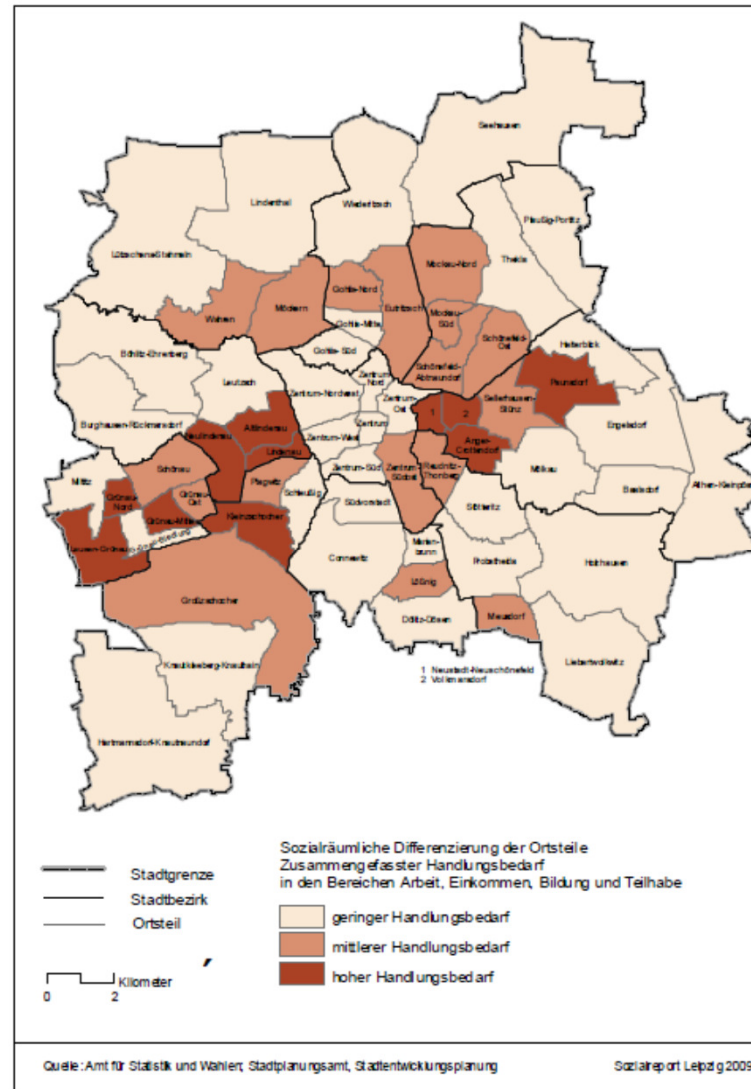 Seehausen
Lindenthal
Wiederitzsch
Plaußig-Portitz
Lützschena-Stahmeln
Thekla
Mockau-Nord
Gohlis-Nord
Wahren
Möckern
Eutritzsch
Mockau-
Süd
Gohlis-Mitte
Schönefeld-
Ost
Heiterblick
Böhlitz-Ehrenberg
Gohlis-Süd
Schönefeld-
Abtnaundorf
Paunsdorf
Leutzsch
Zentrum-
Nord
Zentrum-Nordwest
Zentrum-
Ost
Sellerhausen-
Stünz
Burghausen-Rückmarsdorf
Altlindenau
1
2
Engelsdorf
Neulindenau
Zentrum
Lindenau
Zentrum-West
Anger-
Crottendorf
Miltitz
Schönau
Plagwitz
Zentrum-Süd
Zentrum-
Südost
Reudnitz-
Thonberg
Mölkau
Baalsdorf
Althen-Kleinpösna
Grünau-
Nord
Grünau-
Ost
Schleußig
Südvorstadt
Stötteritz
Grünau-Mitte
Kleinzschocher
Lausen-Grünau
Grünau-Siedlung
Connewitz
Marien-
brunn
Probstheida
Holzhausen
Großzschocher
Lößnig
Dölitz-Dösen
Meusdorf
Knautkleeberg-Knauthain
Liebertwolkwitz
1 Neustadt-Neuschönefeld
2 Volkmarsdorf
Hartmannsdorf-Knautnaundorf
Stadtgrenze
Stadtbezirk
Ortsteil
Kilometer
0 2
Sozialräumliche Differenzierung der Ortsteile
Zusammengefasster Handlungsbedarf
in den Bereichen Arbeit, Einkommen, Bildung und Teilhabe
geringer Handlungsbedarf
mittlerer Handlungsbedarf
hoher Handlungsbedarf
Quelle: Amt für Statistik und Wahlen; Stadtplanungsamt, Stadtentwicklungsplanung Sozialreport Leipzig 2009